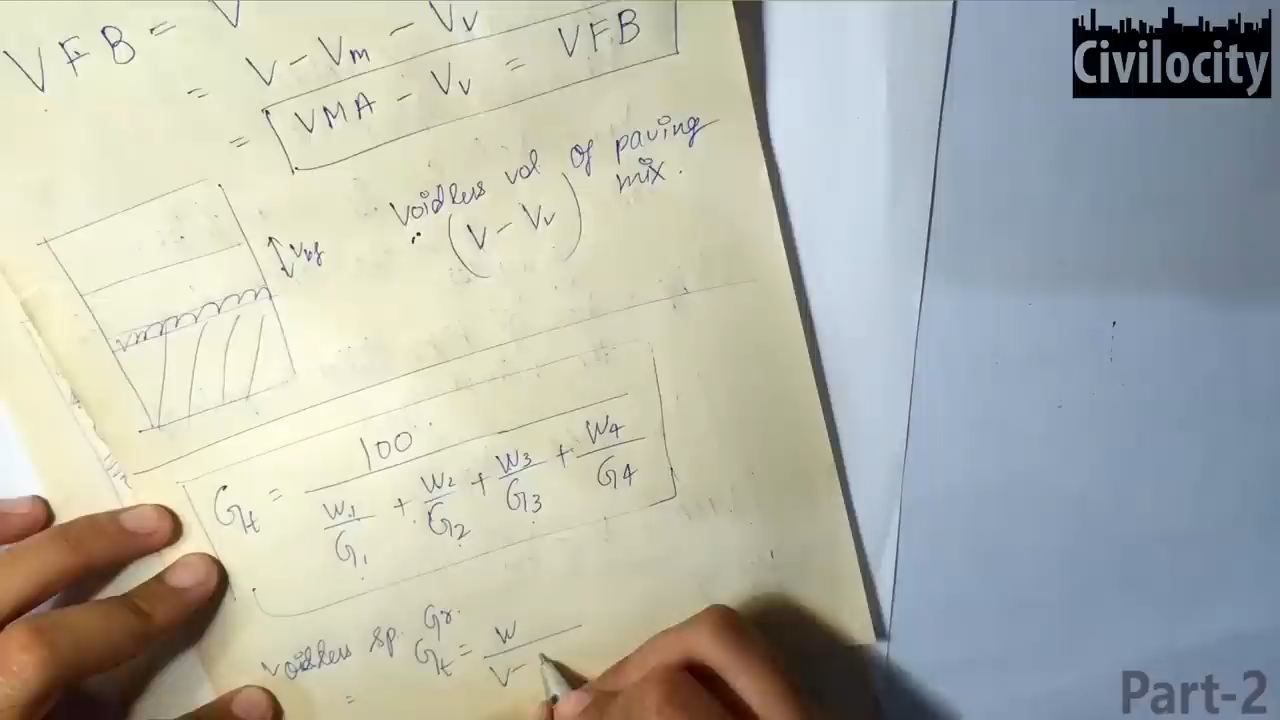 VFB = V
= V - Vm - Vv
= VMA - Vv = VFB
Voidless vol. of paving
mix.
(V - Vv)
Gt = 100 / (W1/G1 + W2/G2 + W3/G3 + W4/G4)
Voidless sp. Gr.
Gt = W / V -
=
Civilocity
Part-2